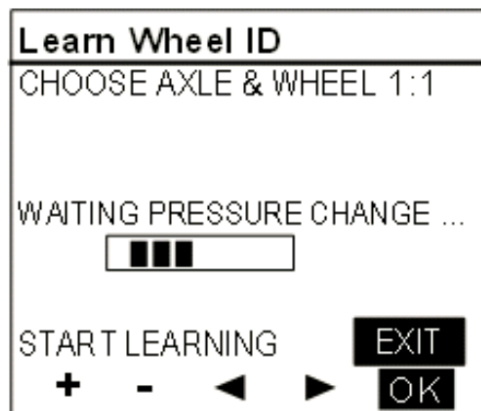 Learn Wheel ID
CHOOSE AXLE & WHEEL 1:1
WAITING PRESSURE CHANGE ...
START LEARNING EXIT
+ - ◀ ▶ OK